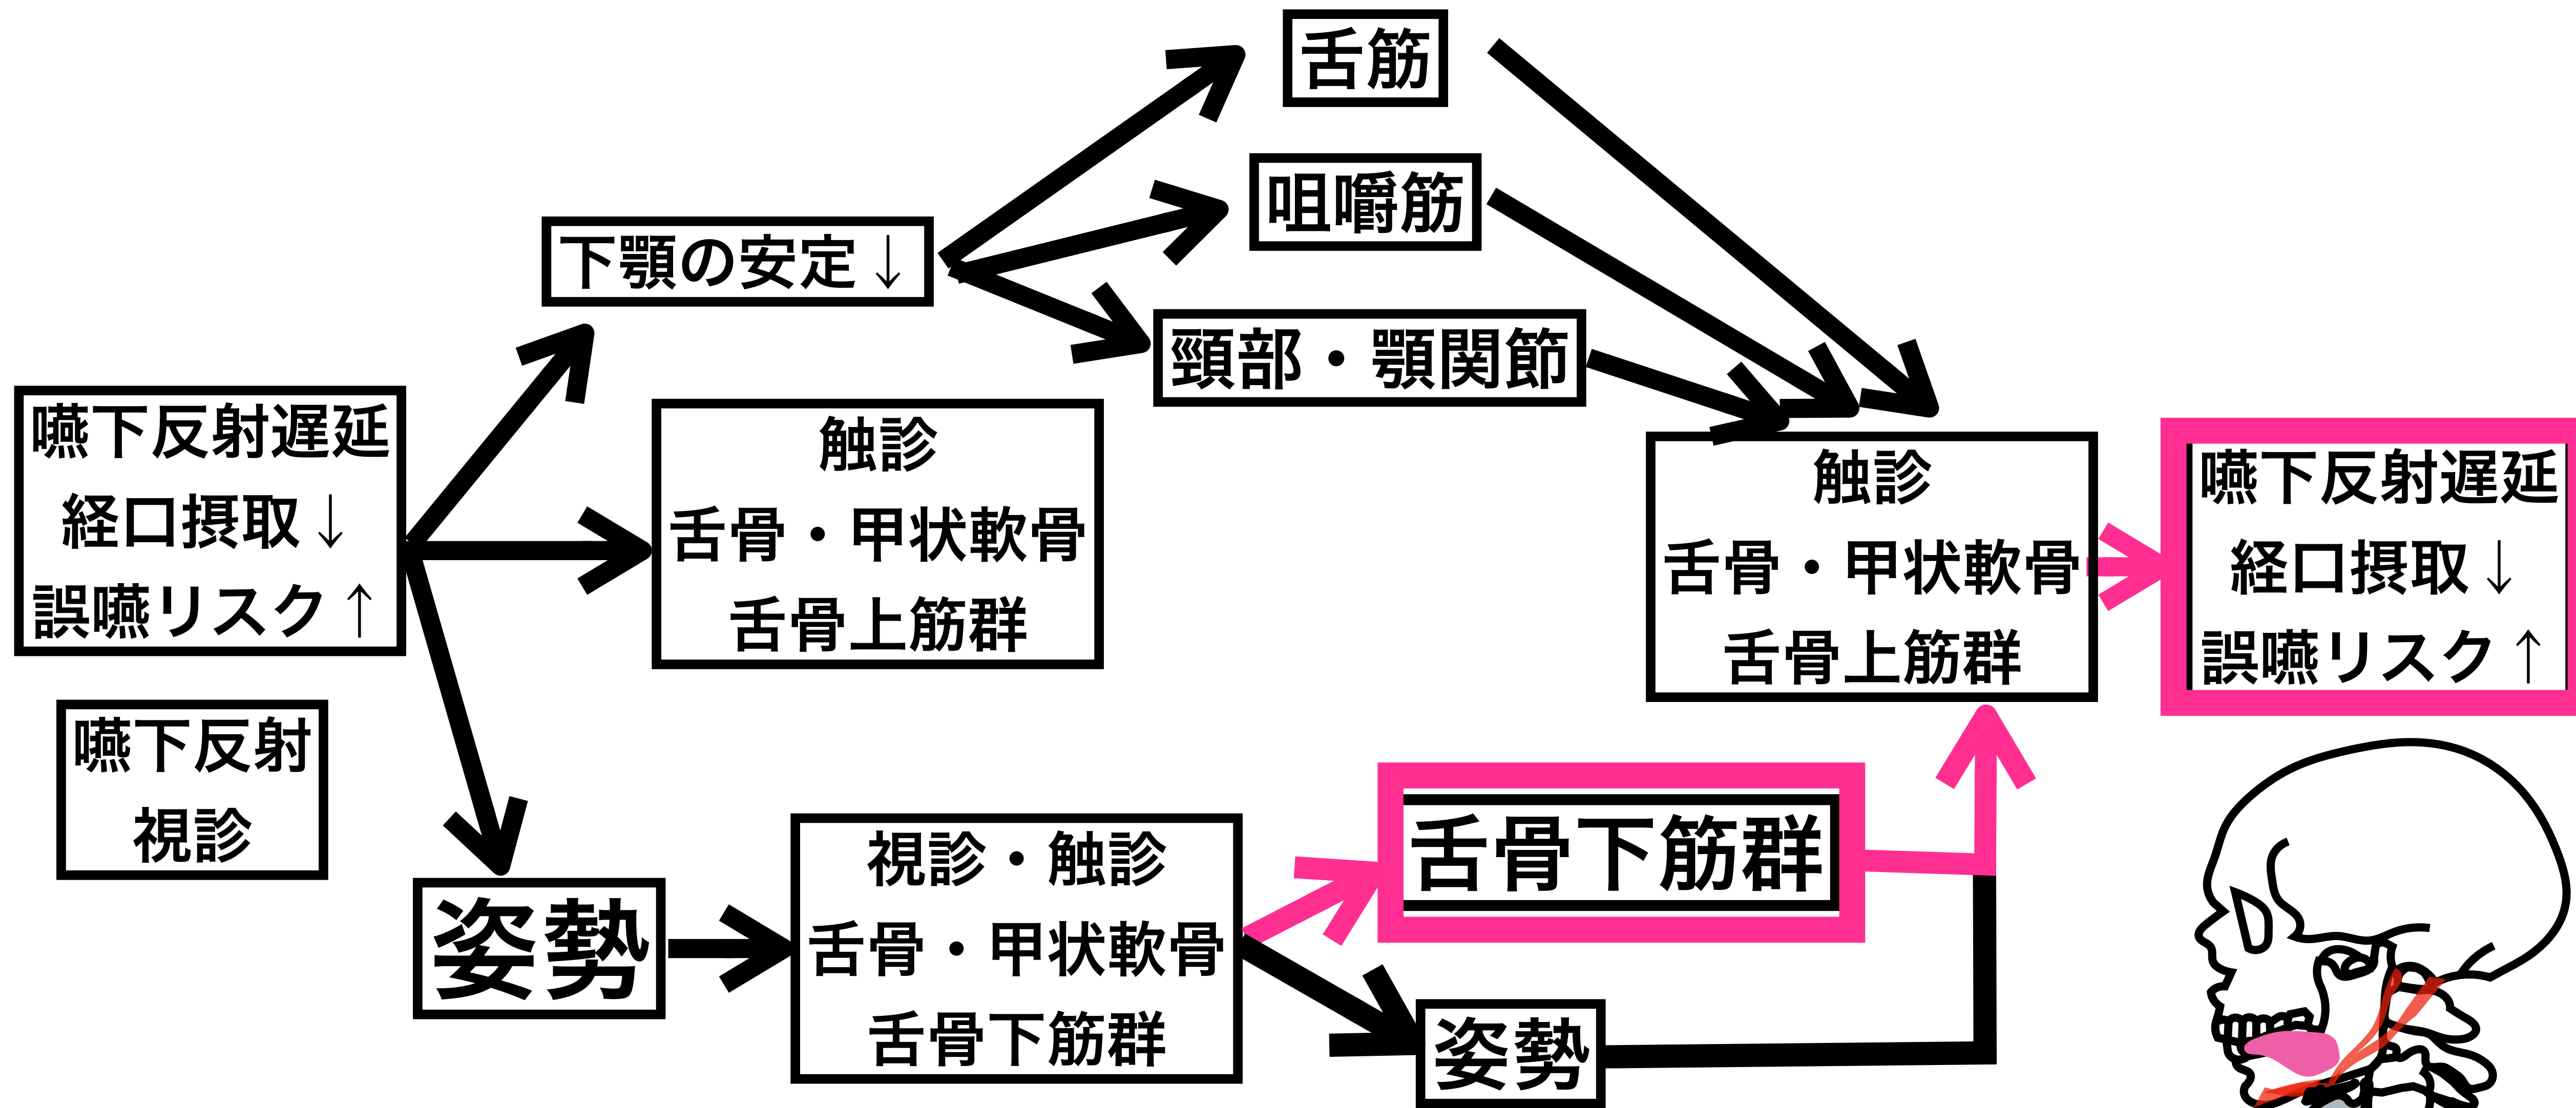 舌筋
咀嚼筋
下顎の安定↓
頸部・顎関節
嚥下反射遅延
経口摂取↓
誤嚥リスク↑
触診
舌骨・甲状軟骨
舌骨上筋群
触診
舌骨・甲状軟骨
舌骨上筋群
嚥下反射遅延
経口摂取↓
誤嚥リスク↑
嚥下反射
視診
姿勢
視診・触診
舌骨・甲状軟骨
舌骨下筋群
舌骨下筋群
姿勢